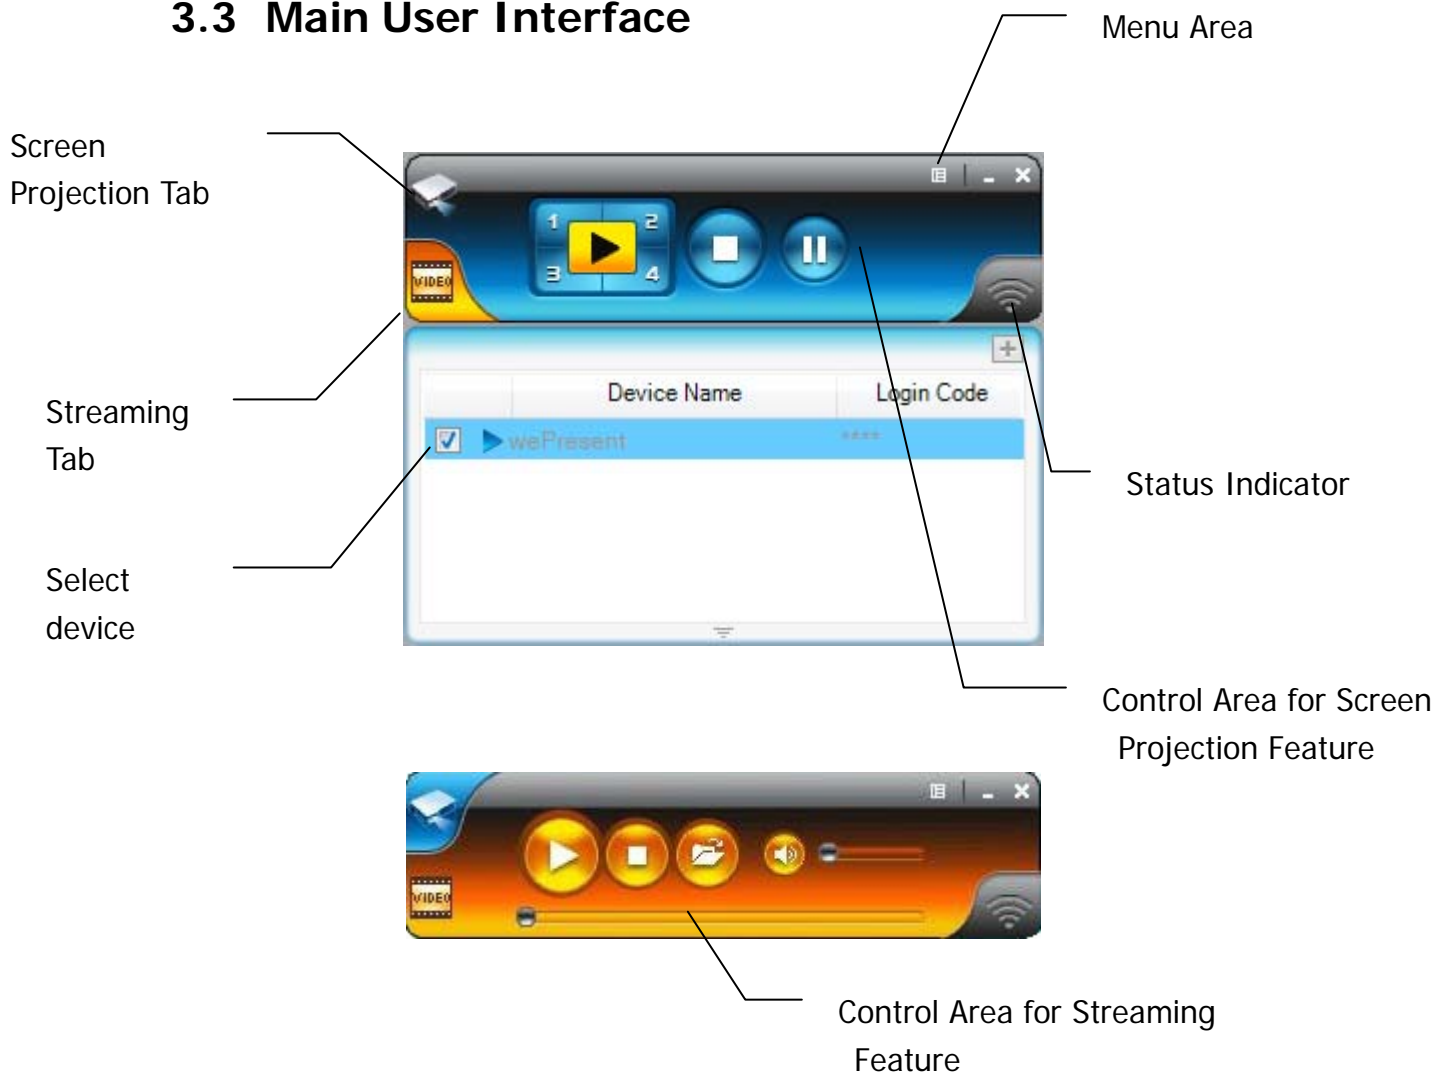 3.3 Main User Interface
Menu Area
Screen
Projection Tab
1 2
3 4
VIDEO
Device Name Login Code
wePresent ****
Streaming
Tab
Status Indicator
Select
device
Control Area for Screen
Projection Feature
VIDEO
Control Area for Streaming
Feature